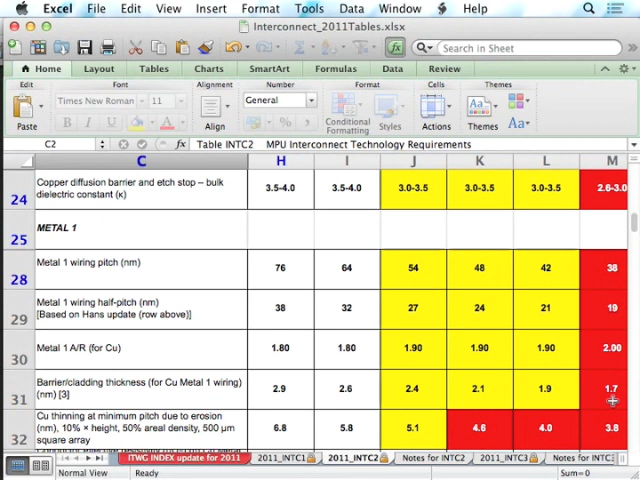 Excel File Edit View Insert Format Tools Data Window Help
Interconnect_2011Tables.xlsx
Search in Sheet
Home Layout Tables Charts SmartArt Formulas Data Review
Edit Font Alignment Number Format Cells Themes
Times New Roman 11 General
B I U A
Paste Align % Conditional Formatting Styles Actions Themes Aa
C2 fx Table INTC2 MPU Interconnect Technology Requirements
C H I J K L M
24 Copper diffusion barrier and etch stop – bulk dielectric constant (κ) 3.5-4.0 3.5-4.0 3.0-3.5 3.0-3.5 3.0-3.5 2.6-3.0
25 METAL 1
28 Metal 1 wiring pitch (nm) 76 64 54 48 42 38
29 Metal 1 wiring half-pitch (nm) [Based on Hans update (row above)] 38 32 27 24 21 19
30 Metal 1 A/R (for Cu) 1.80 1.80 1.90 1.90 1.90 2.00
31 Barrier/cladding thickness (for Cu Metal 1 wiring) (nm) [3] 2.9 2.6 2.4 2.1 1.9 1.7
32 Cu thinning at minimum pitch due to erosion (nm), 10% × height, 50% areal density, 500 μm square array 6.8 5.8 5.1 4.6 4.0 3.8
ITWG INDEX update for 2011 2011_INTC1 2011_INTC2 Notes for INTC2 2011_INTC3 Notes for INTC3
Normal View Ready Sum=0